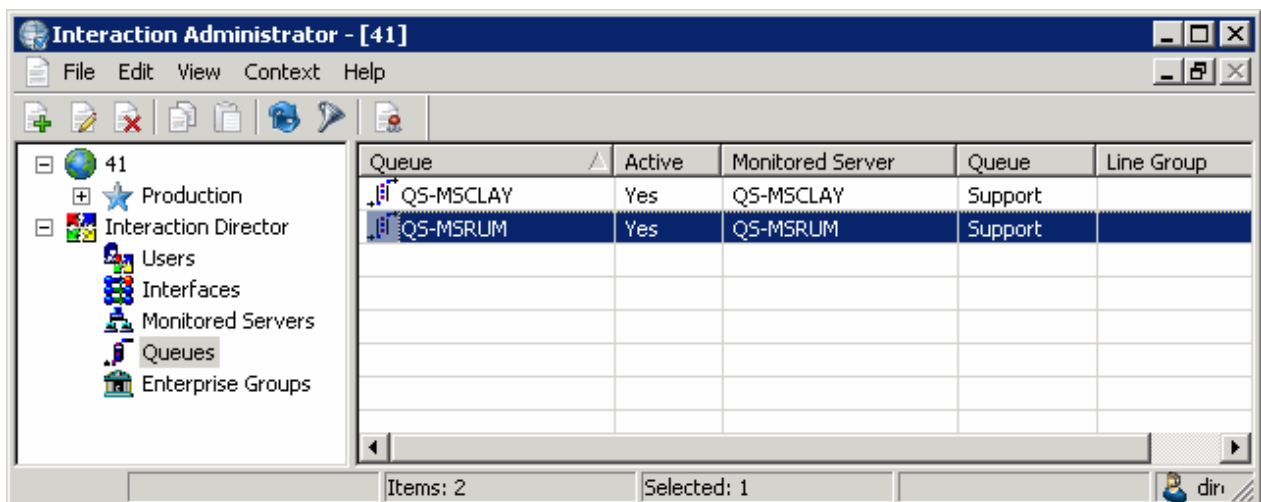 Interaction Administrator - [41]
File Edit View Context Help
41
Production
Interaction Director
Users
Interfaces
Monitored Servers
Queues
Enterprise Groups
Queue Active Monitored Server Queue Line Group
QS-MSCLAY Yes QS-MSCLAY Support
QS-MSRUM Yes QS-MSRUM Support
Items: 2 Selected: 1